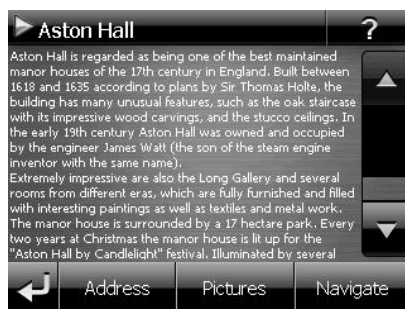 Aston Hall
?
Aston Hall is regarded as being one of the best maintained
manor houses of the 17th century in England. Built between
1618 and 1635 according to plans by Sir Thomas Holte, the
building has many unusual features, such as the oak staircase
with its impressive wood carvings, and the stucco ceilings. In
the early 19th century Aston Hall was owned and occupied
by the engineer James Watt (the son of the steam engine
inventor with the same name).
Extremely impressive are also the Long Gallery and several
rooms from different eras, which are fully furnished and filled
with interesting paintings as well as textiles and metal work.
The manor house is surrounded by a 17 hectare park. Every
two years at Christmas the manor house is lit up for the
"Aston Hall by Candlelight" festival. Illuminated by several
Address
Pictures
Navigate